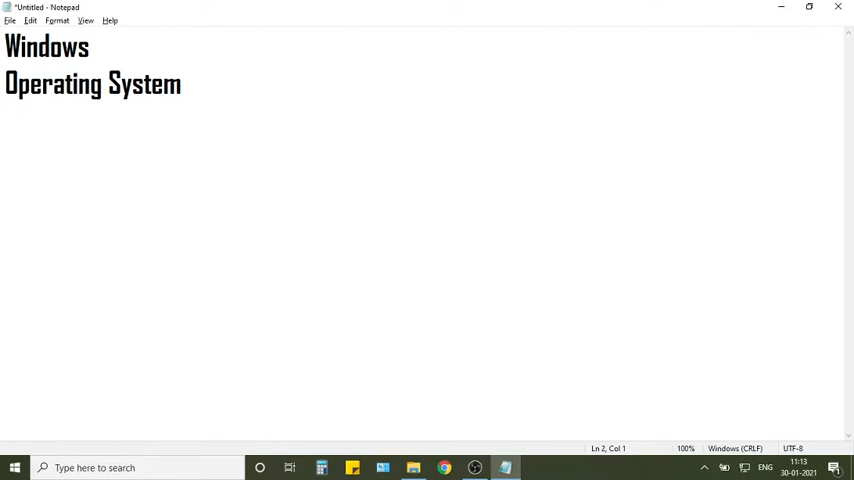 *Untitled - Notepad
File Edit Format View Help
Windows
Operating System
Ln 2, Col 1 100% Windows (CRLF) UTF-8
Type here to search ENG 11:13
30-01-2021
1